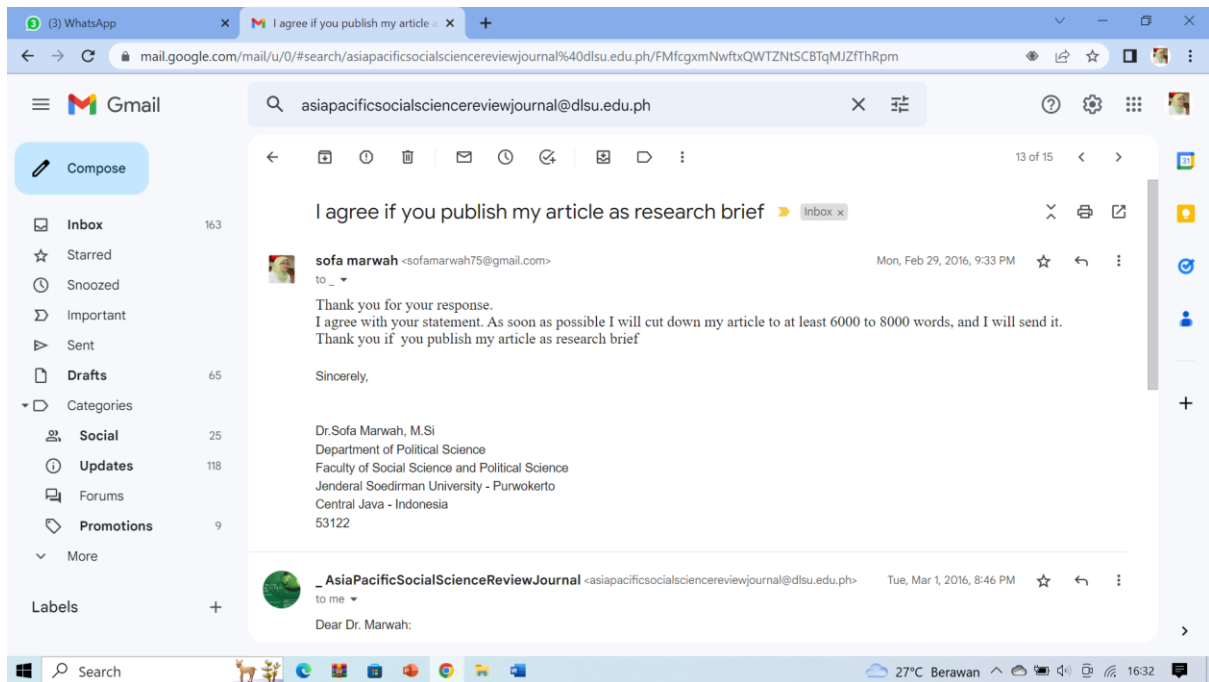 (3) WhatsApp
I agree if you publish my article a
mail.google.com/mail/u/0/#search/asiapacificsocialsciencereviewjournal%40dlsu.edu.ph/FMfcgxmNwftxQWTZNtSCBTqMJZfThRpm
Gmail
asiapacificsocialsciencereviewjournal@dlsu.edu.ph
Compose
13 of 15
I agree if you publish my article as research brief
Inbox x
Inbox 163
Starred
Snoozed
Important
Sent
Drafts 65
Categories
Social 25
Updates 118
Forums
Promotions 9
More
Labels
sofa marwah <sofamarwah75@gmail.com> Mon, Feb 29, 2016, 9:33 PM
to _
Thank you for your response.
I agree with your statement. As soon as possible I will cut down my article to at least 6000 to 8000 words, and I will send it.
Thank you if you publish my article as research brief
Sincerely,
Dr.Sofa Marwah, M.Si
Department of Political Science
Faculty of Social Science and Political Science
Jenderal Soedirman University - Purwokerto
Central Java - Indonesia
53122
_ AsiaPacificSocialScienceReviewJournal <asiapacificsocialsciencereviewjournal@dlsu.edu.ph> Tue, Mar 1, 2016, 8:46 PM
to me
Dear Dr. Marwah:
31
Search
27°C Berawan
16:32